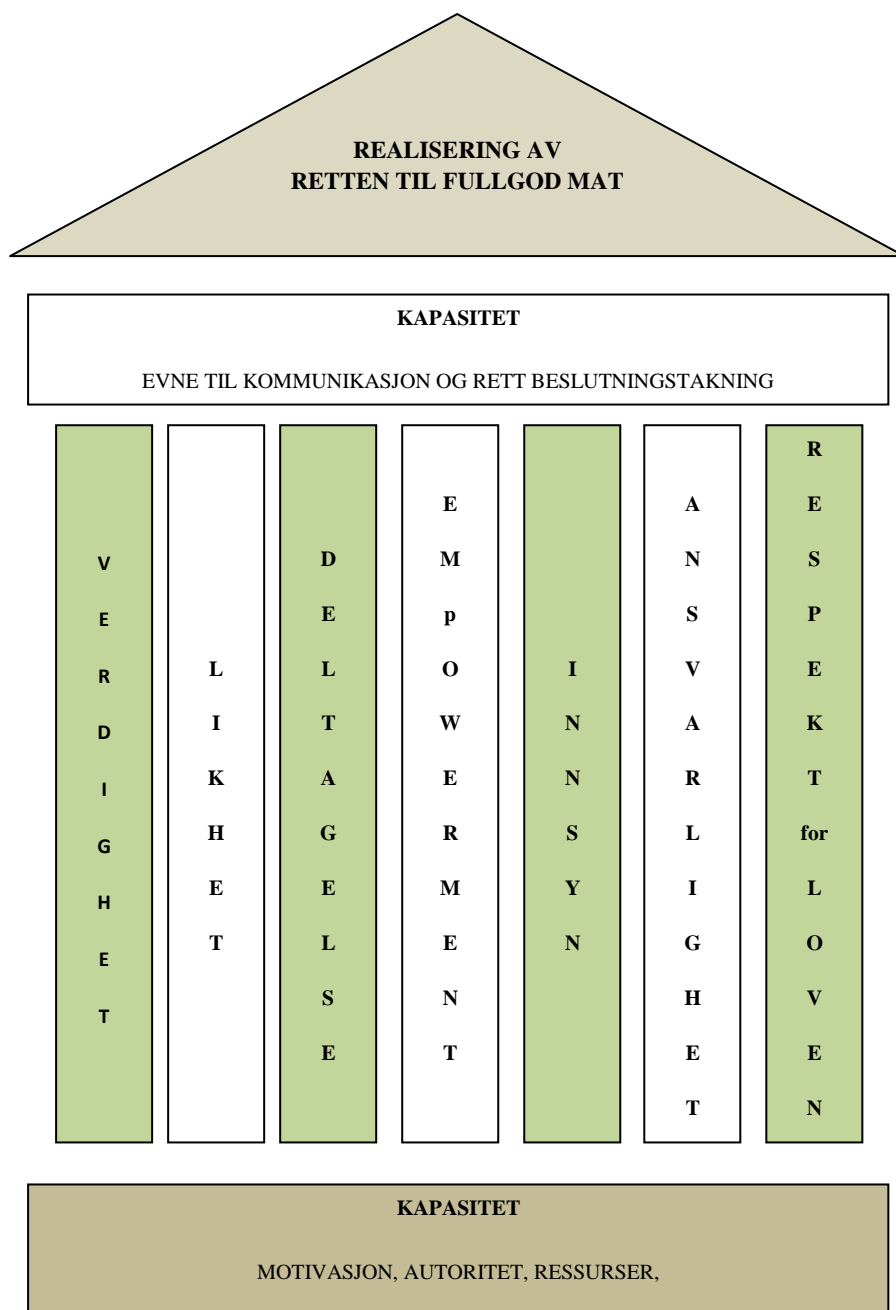 REALISERING AV
RETTEN TIL FULLGOD MAT
KAPASITET
EVNE TIL KOMMUNIKASJON OG RETT BESLUTNINGSTAKNING
VERDIGHET
LIKHET
DELTAGELSE
EMpOWERMENT
INNSYN
ANSVARLIGHET
RESPEKT for LOVEN
KAPASITET
MOTIVASJON, AUTORITET, RESSURSER,